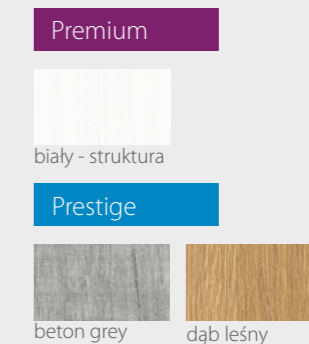 Premium
biały - struktura
Prestige
beton grey
dąb leśny